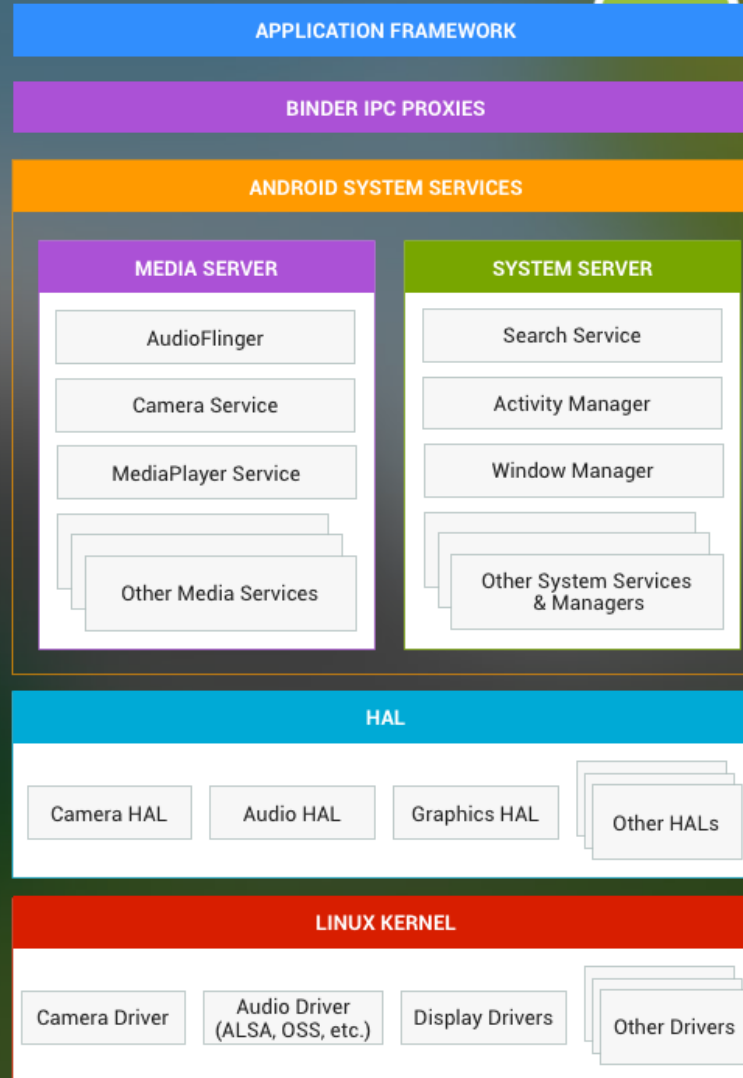 APPLICATION FRAMEWORK
BINDER IPC PROXIES
ANDROID SYSTEM SERVICES
MEDIA SERVER
AudioFlinger
Camera Service
MediaPlayer Service
Other Media Services
SYSTEM SERVER
Search Service
Activity Manager
Window Manager
Other System Services
& Managers
HAL
Camera HAL
Audio HAL
Graphics HAL
Other HALs
LINUX KERNEL
Camera Driver
Audio Driver
(ALSA, OSS, etc.)
Display Drivers
Other Drivers